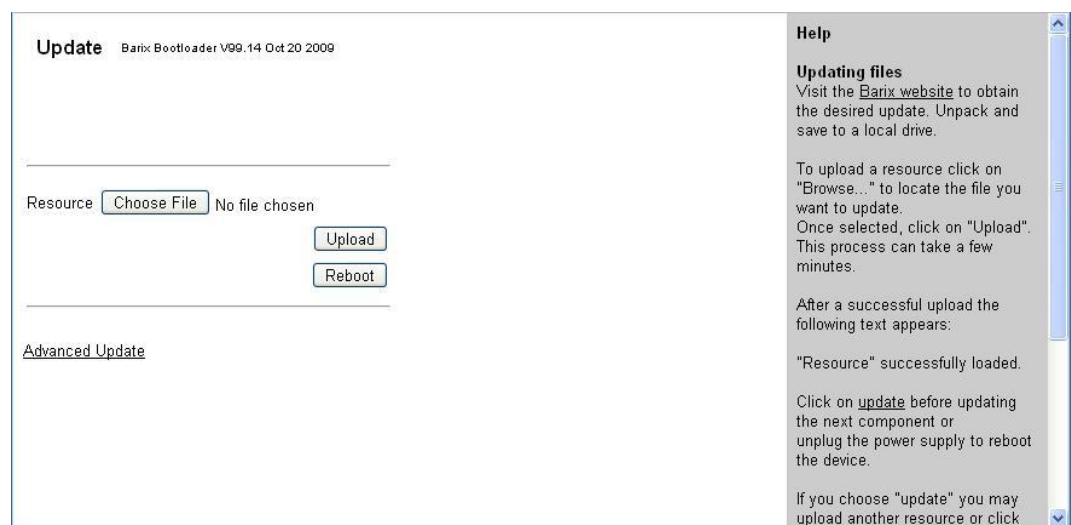 Update Barix Bootloader V99.14 Oct 20 2009
Resource Choose File No file chosen
Upload
Reboot
Advanced Update
Help
Updating files
Visit the Barix website to obtain
the desired update. Unpack and
save to a local drive.
To upload a resource click on
"Browse..." to locate the file you
want to update.
Once selected, click on "Upload".
This process can take a few
minutes.
After a successful upload the
following text appears:
"Resource" successfully loaded.
Click on update before updating
the next component or
unplug the power supply to reboot
the device.
If you choose "update" you may
upload another resource or click